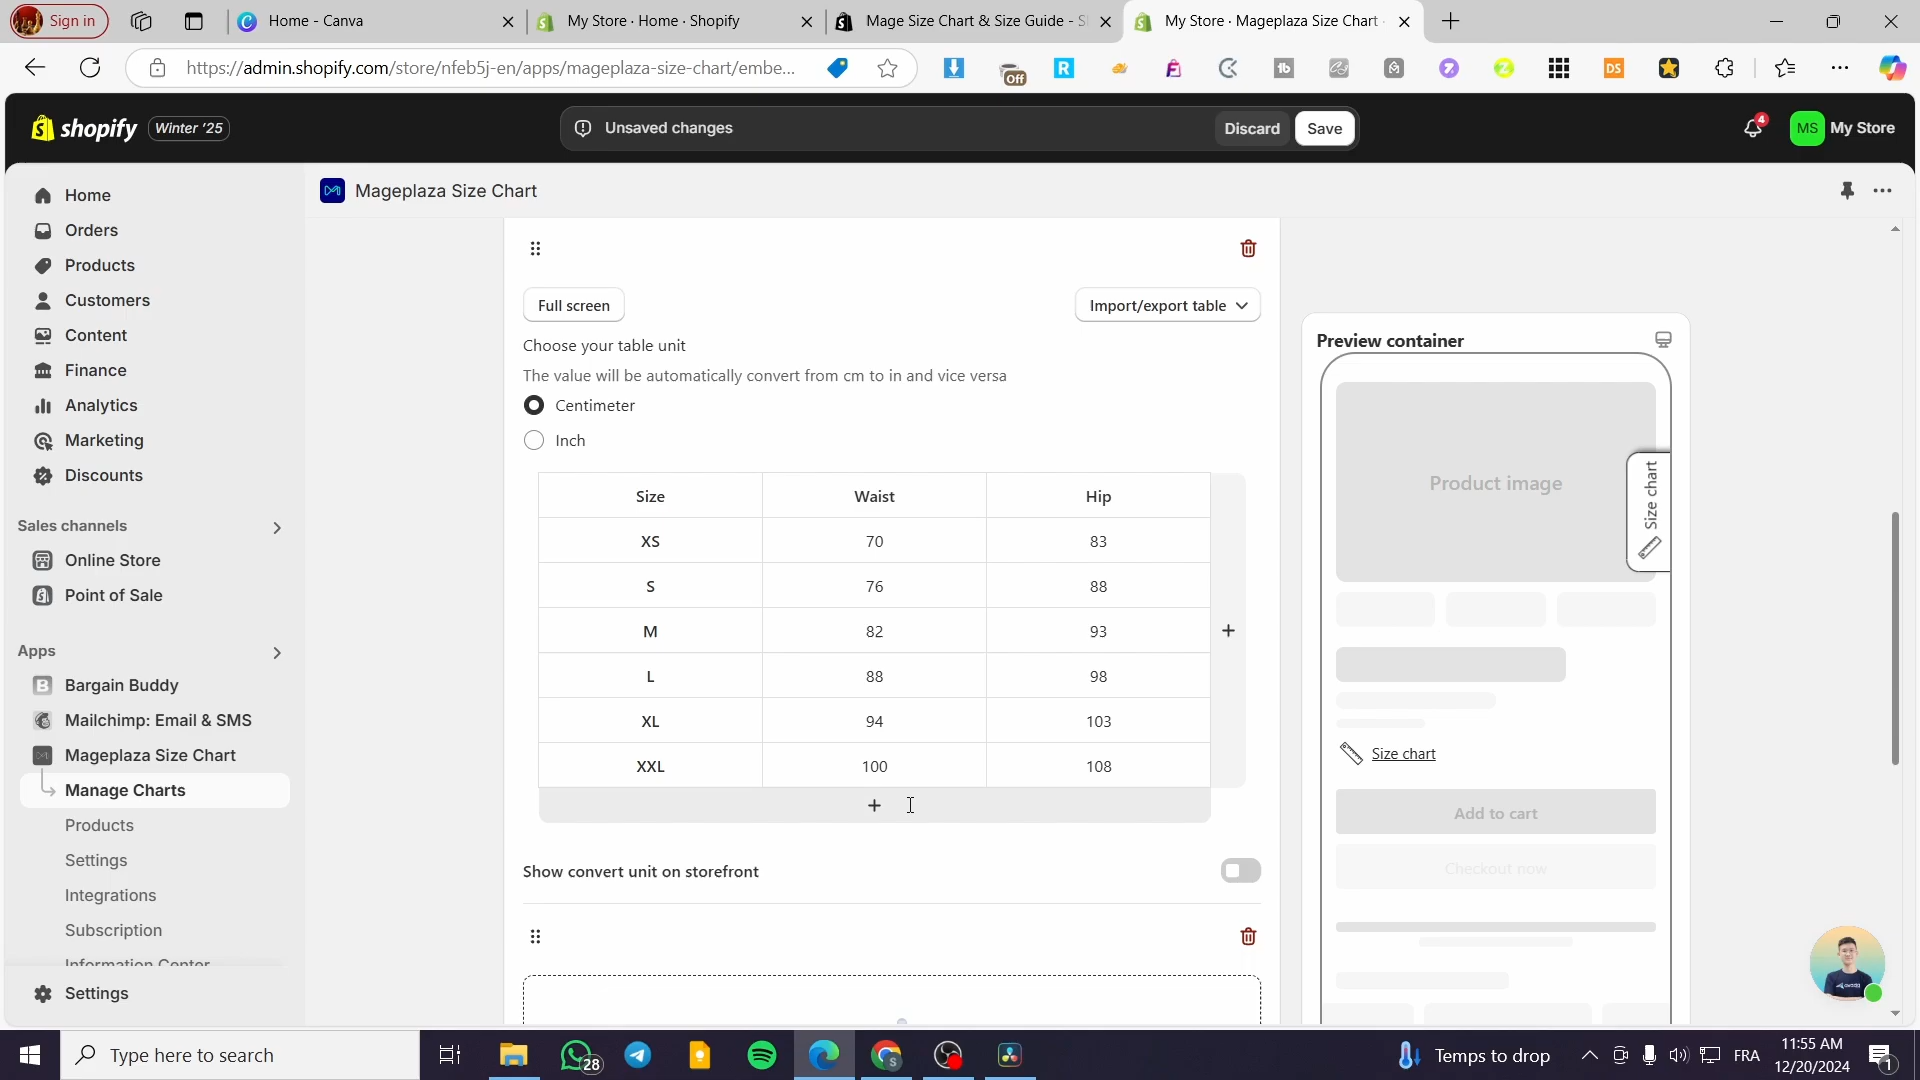 Sign in
Home - Canva
My Store · Home · Shopify
Mage Size Chart & Size Guide - S
My Store · Mageplaza Size Chart ·
https://admin.shopify.com/store/nfeb5j-en/apps/mageplaza-size-chart/embe...
Off
R
tb
DS
shopify
Winter '25
Unsaved changes
Discard
Save
4
MS
My Store
Home
Orders
Products
Customers
Content
Finance
Analytics
Marketing
Discounts
Sales channels
Online Store
Point of Sale
Apps
Bargain Buddy
Mailchimp: Email & SMS
Mageplaza Size Chart
Manage Charts
Products
Settings
Integrations
Subscription
Information Center
Settings
Mageplaza Size Chart
Full screen
Import/export table
Choose your table unit
The value will be automatically convert from cm to in and vice versa
Centimeter
Inch
Size Waist Hip
XS 70 83
S 76 88
M 82 93
L 88 98
XL 94 103
XXL 100 108
+
+
Show convert unit on storefront
Preview container
Product image
Size chart
Size chart
Add to cart
Checkout now
Type here to search
28
Temps to drop
FRA
11:55 AM
12/20/2024
1